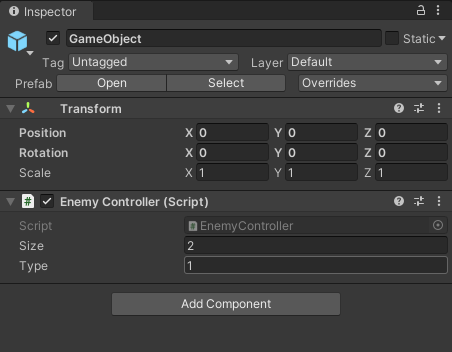 Inspector
GameObject Static
Tag Untagged Layer Default
Prefab Open Select Overrides
Transform
Position X 0 Y 0 Z 0
Rotation X 0 Y 0 Z 0
Scale X 1 Y 1 Z 1
# Enemy Controller (Script)
Script EnemyController
Size 2
Type 1
Add Component